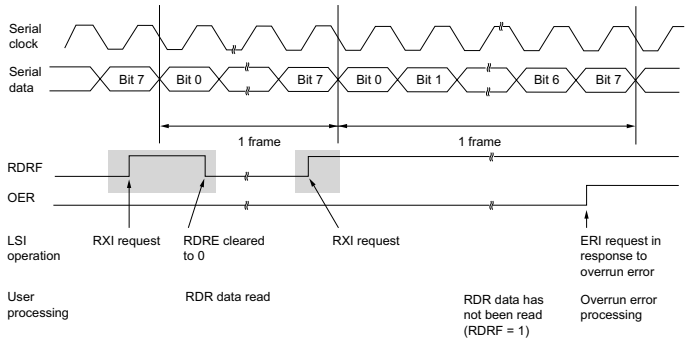 Serial
clock
Serial
data
Bit 7 Bit 0 Bit 7 Bit 0 Bit 1 Bit 6 Bit 7
1 frame 1 frame
RDRF
OER
LSI
operation
RXI request
RDRE cleared
to 0
RXI request
ERI request in
response to
overrun error
User
processing
RDR data read
RDR data has
not been read
(RDRF = 1)
Overrun error
processing